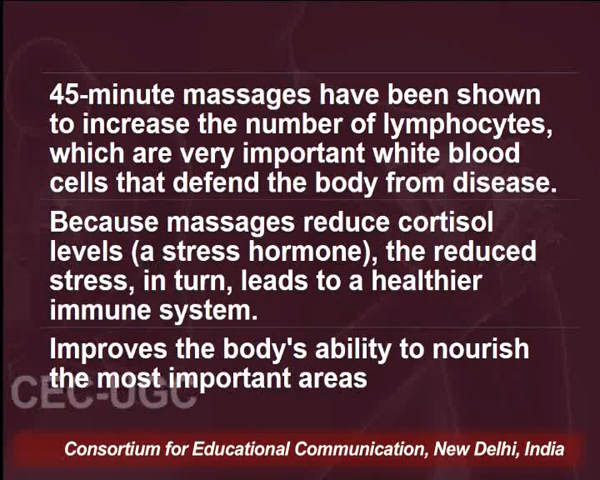 45-minute massages have been shown
to increase the number of lymphocytes,
which are very important white blood
cells that defend the body from disease.
Because massages reduce cortisol
levels (a stress hormone), the reduced
stress, in turn, leads to a healthier
immune system.
Improves the body's ability to nourish
the most important areas
CEC-UGC
Consortium for Educational Communication, New Delhi, India